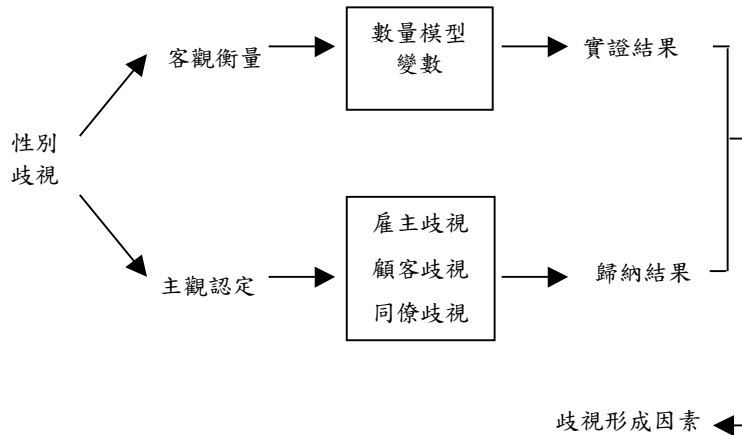 客觀衡量
數量模型
變數
實證結果
性別
歧視
主觀認定
雇主歧視
顧客歧視
同僚歧視
歸納結果
歧視形成因素